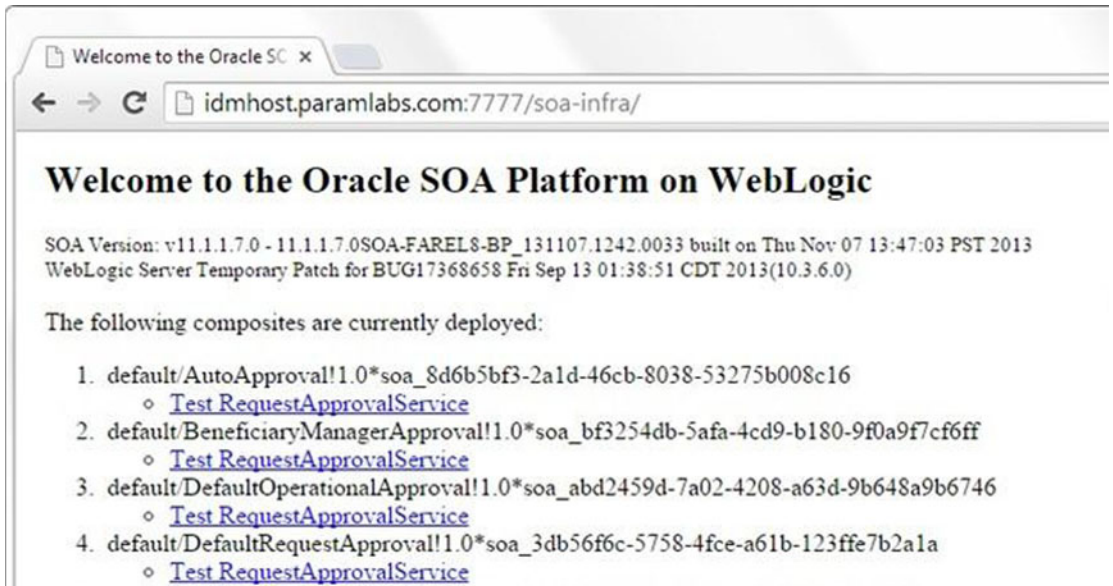 Welcome to the Oracle SC
idmhost.paramlabs.com:7777/soa-infra/
Welcome to the Oracle SOA Platform on WebLogic
SOA Version: v11.1.1.7.0 - 11.1.1.7.0SOA-FAREL8-BP_131107.1242.0033 built on Thu Nov 07 13:47:03 PST 2013
WebLogic Server Temporary Patch for BUG17368658 Fri Sep 13 01:38:51 CDT 2013(10.3.6.0)
The following composites are currently deployed:
1. default/AutoApproval!1.0*soa_8d6b5bf3-2a1d-46cb-8038-53275b008c16
Test RequestApprovalService
2. default/BeneficiaryManagerApproval!1.0*soa_bf3254db-5afa-4cd9-b180-9f0a9f7cf6ff
Test RequestApprovalService
3. default/DefaultOperationalApproval!1.0*soa_abd2459d-7a02-4208-a63d-9b648a9b6746
Test RequestApprovalService
4. default/DefaultRequestApproval!1.0*soa_3db56f6c-5758-4fce-a61b-123ffe7b2a1a
Test RequestApprovalService